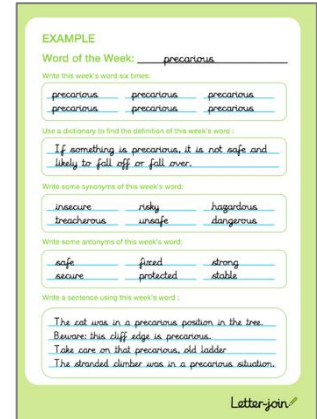 EXAMPLE
Word of the Week: precarious
Write this week's word six times:
precarious precarious precarious
precarious precarious precarious
Use a dictionary to find the definition of this week's word :
If something is precarious, it is not safe and
likely to fall off or fall over.
Write some synonyms of this week's word:
insecure risky hazardous
treacherous unsafe dangerous
Write some antonyms of this week's word:
safe fixed strong
secure protected stable
Write a sentence using this week's word :
The cat was in a precarious position in the tree.
Beware: this cliff edge is precarious.
Take care on that precarious, old ladder
The stranded climber was in a precarious situation.
Letter-join